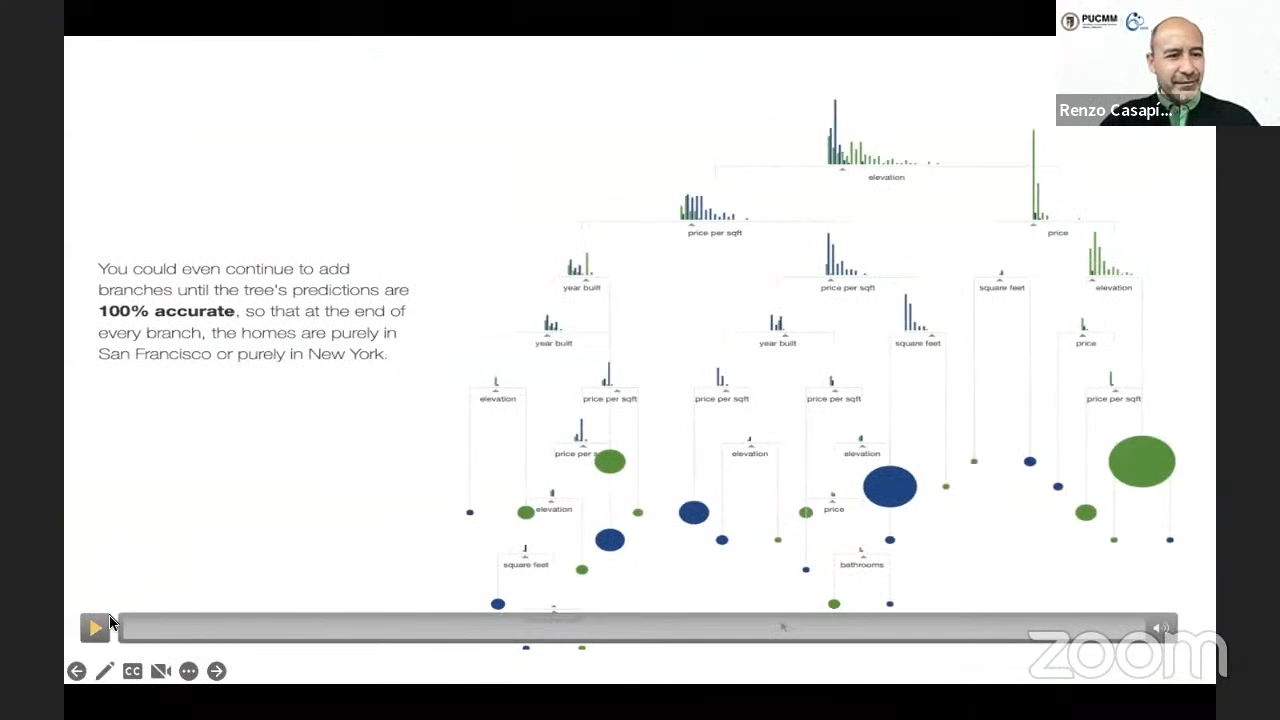 PUCMM
Renzo Casapí...
elevation
price per sqft
price
You could even continue to add
branches until the tree's predictions are
100% accurate, so that at the end of
every branch, the homes are purely in
San Francisco or purely in New York.
year built
price per sqft
square feet
elevation
year built
year built
square feet
price
elevation
price per sqft
price per sqft
price per sqft
price per sqft
price per s
elevation
elevation
elevation
price
square feet
bathrooms
CC
zoom